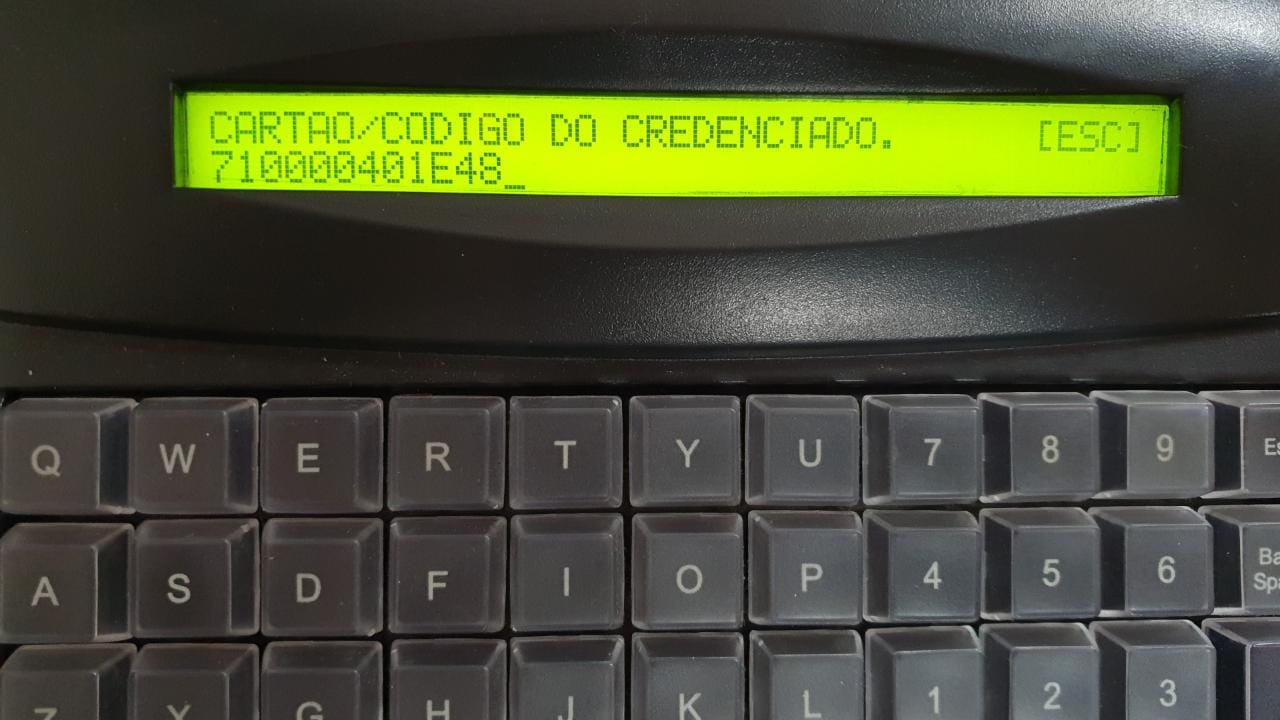 CARTAO/CODIGO DO CREDENCIADO. [ESC]
710000401E48_
Q W E R T Y U 7 8 9
A S D F I O P 4 5 6
Z X G H J K L 1 2 3